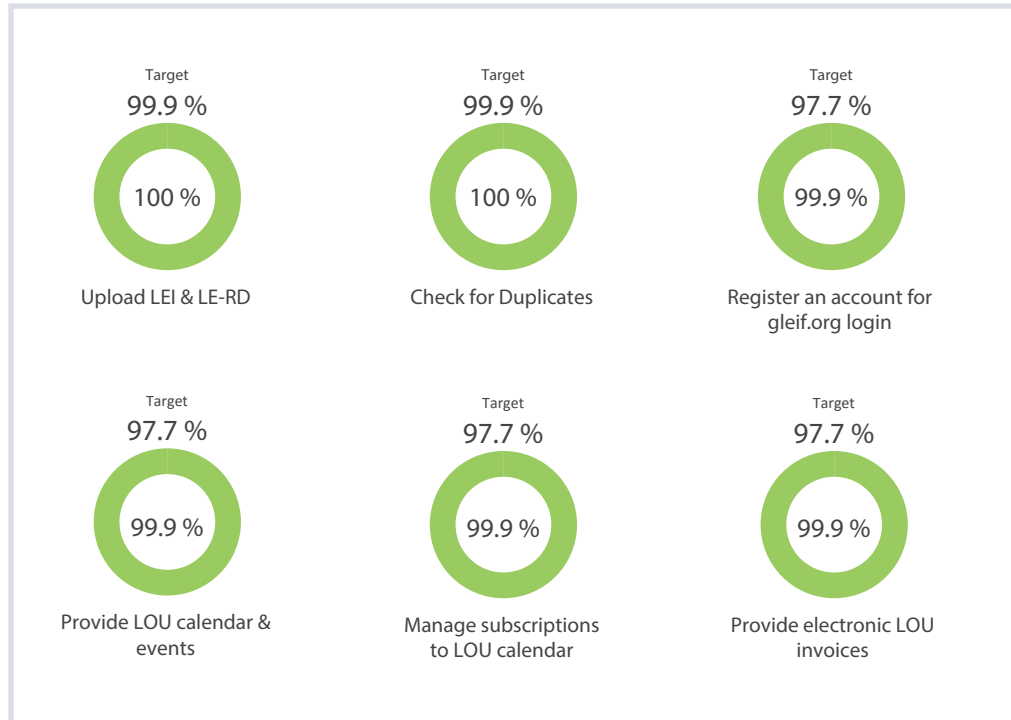 Target
99.9 %
100 %
Upload LEI & LE-RD
Target
99.9 %
100 %
Check for Duplicates
Target
97.7 %
99.9 %
Register an account for
gleif.org login
Target
97.7 %
99.9 %
Provide LOU calendar &
events
Target
97.7 %
99.9 %
Manage subscriptions
to LOU calendar
Target
97.7 %
99.9 %
Provide electronic LOU
invoices